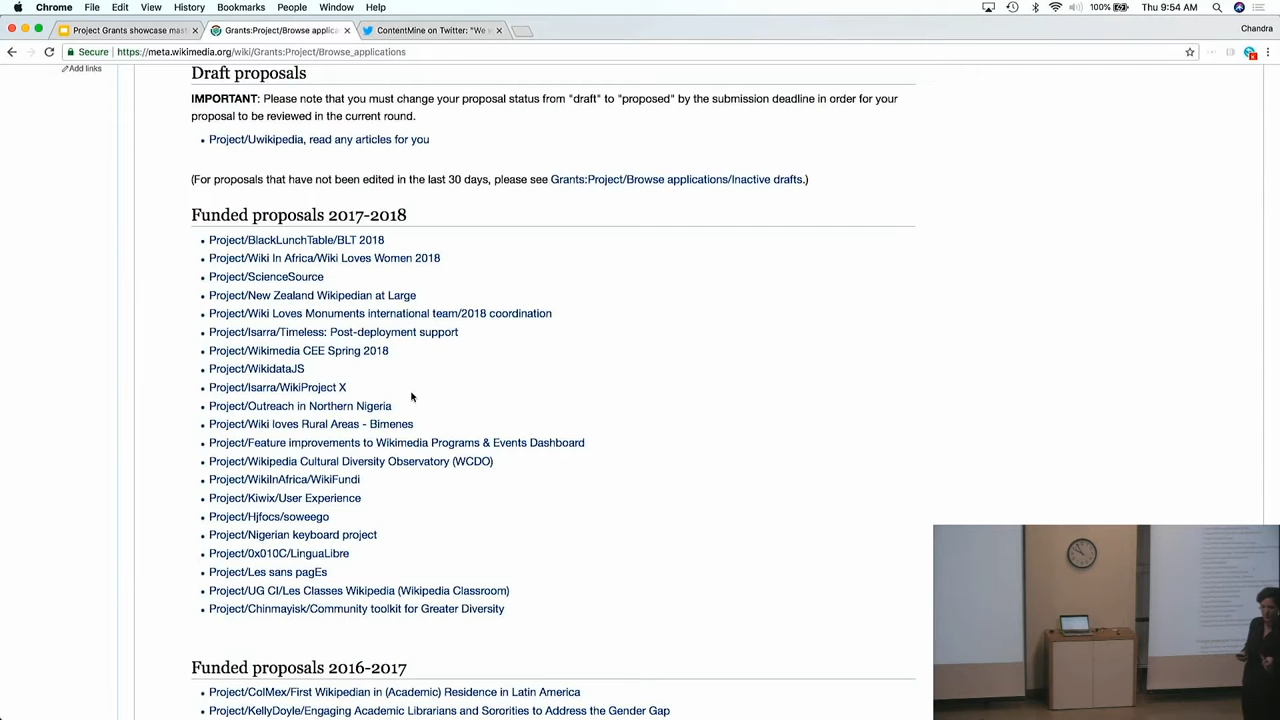 Chrome File Edit View History Bookmarks People Window Help 100% Thu 9:54 AM
Project Grants showcase mas Grants:Project/Browse applica ContentMine on Twitter: "We w Chandra
Secure https://meta.wikimedia.org/wiki/Grants:Project/Browse_applications
Add links
Draft proposals
IMPORTANT: Please note that you must change your proposal status from "draft" to "proposed" by the submission deadline in order for your
proposal to be reviewed in the current round.
Project/Uwikipedia, read any articles for you
(For proposals that have not been edited in the last 30 days, please see Grants:Project/Browse applications/Inactive drafts.)
Funded proposals 2017-2018
Project/BlackLunchTable/BLT 2018
Project/Wiki In Africa/Wiki Loves Women 2018
Project/ScienceSource
Project/New Zealand Wikipedian at Large
Project/Wiki Loves Monuments international team/2018 coordination
Project/Isarra/Timeless: Post-deployment support
Project/Wikimedia CEE Spring 2018
Project/WikidataJS
Project/Isarra/WikiProject X
Project/Outreach in Northern Nigeria
Project/Wiki loves Rural Areas - Bimenes
Project/Feature improvements to Wikimedia Programs & Events Dashboard
Project/Wikipedia Cultural Diversity Observatory (WCDO)
Project/WikiInAfrica/WikiFundi
Project/Kiwix/User Experience
Project/Hjfocs/soweego
Project/Nigerian keyboard project
Project/0x010C/LinguaLibre
Project/Les sans pagEs
Project/UG CI/Les Classes Wikipedia (Wikipedia Classroom)
Project/Chinmayisk/Community toolkit for Greater Diversity
Funded proposals 2016-2017
Project/ColMex/First Wikipedian in (Academic) Residence in Latin America
Project/KellyDoyle/Engaging Academic Librarians and Sororities to Address the Gender Gap